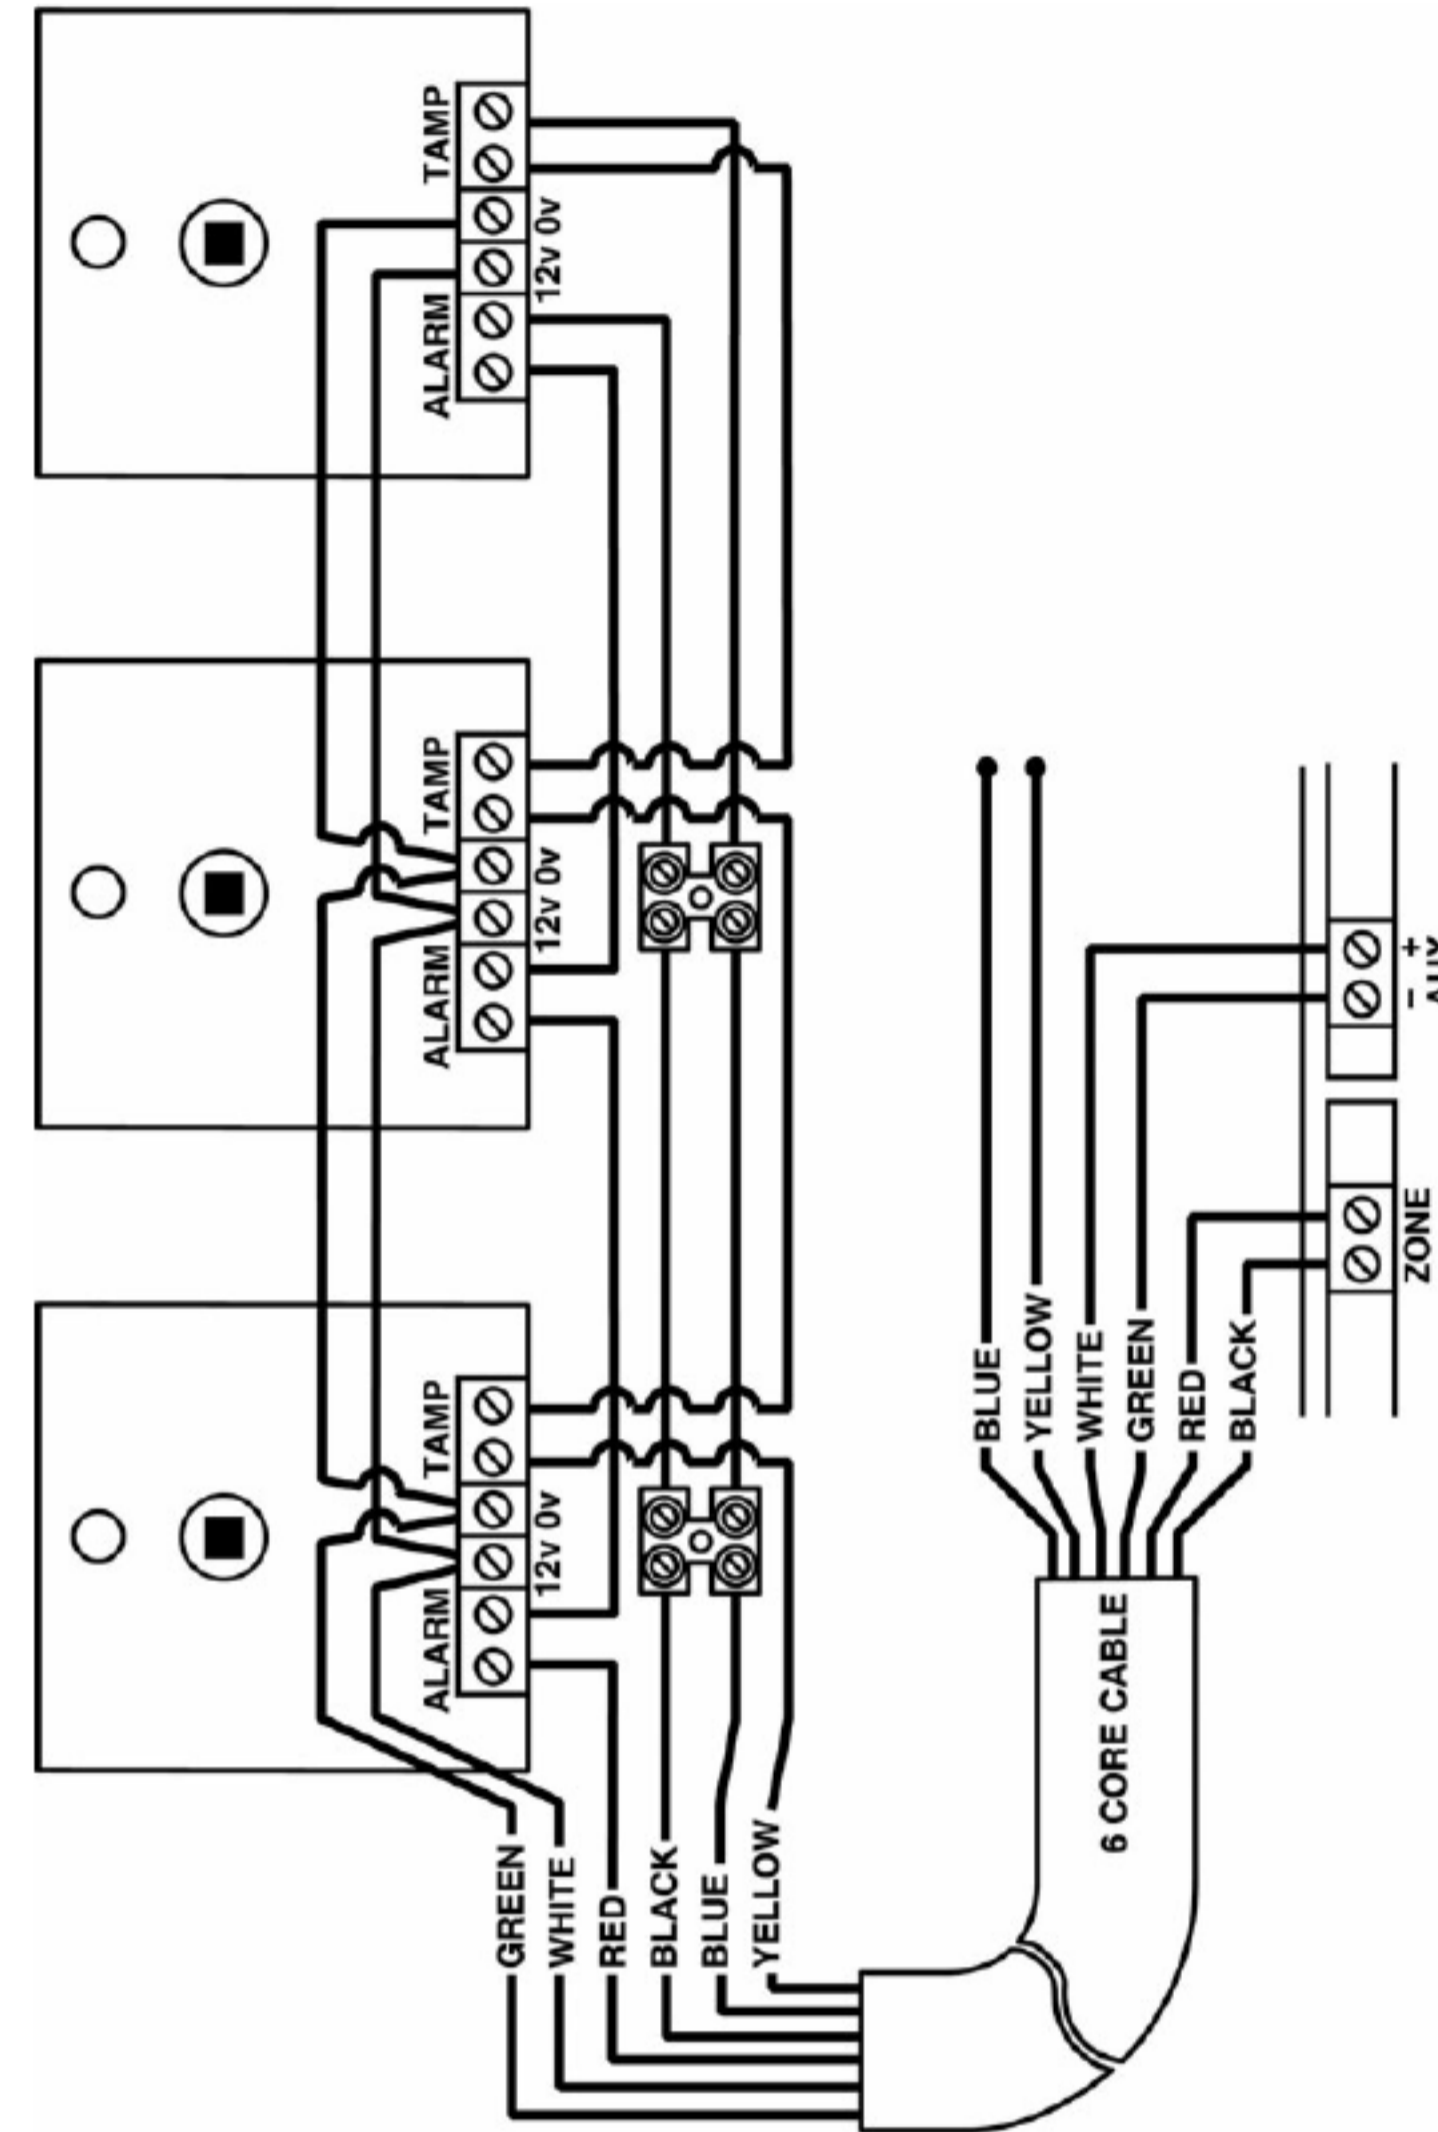 TAMP
12v 0v
ALARM
TAMP
12v 0v
ALARM
TAMP
12v 0v
ALARM
GREEN
WHITE
RED
BLACK
BLUE
YELLOW
BLUE
YELLOW
WHITE
GREEN
RED
BLACK
6 CORE CABLE
− +
AUX
ZONE